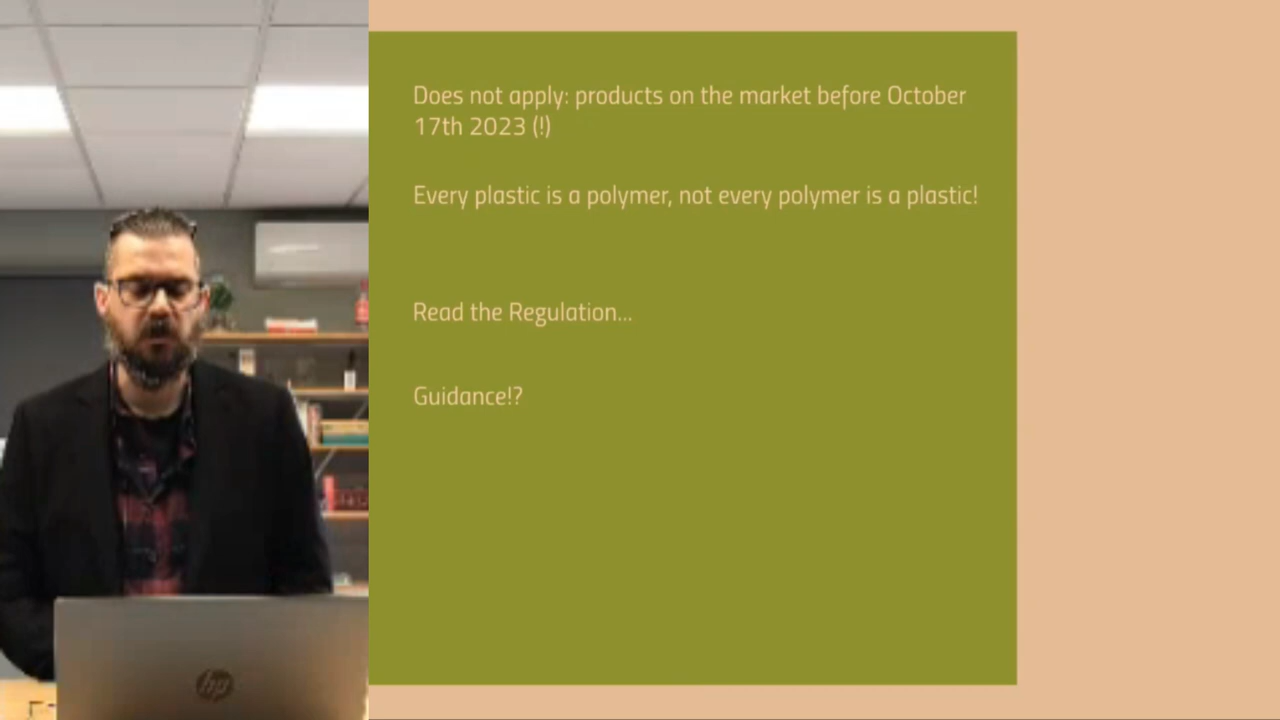 Does not apply: products on the market before October
17th 2023 (!)
Every plastic is a polymer, not every polymer is a plastic!
Read the Regulation...
Guidance!?
hp